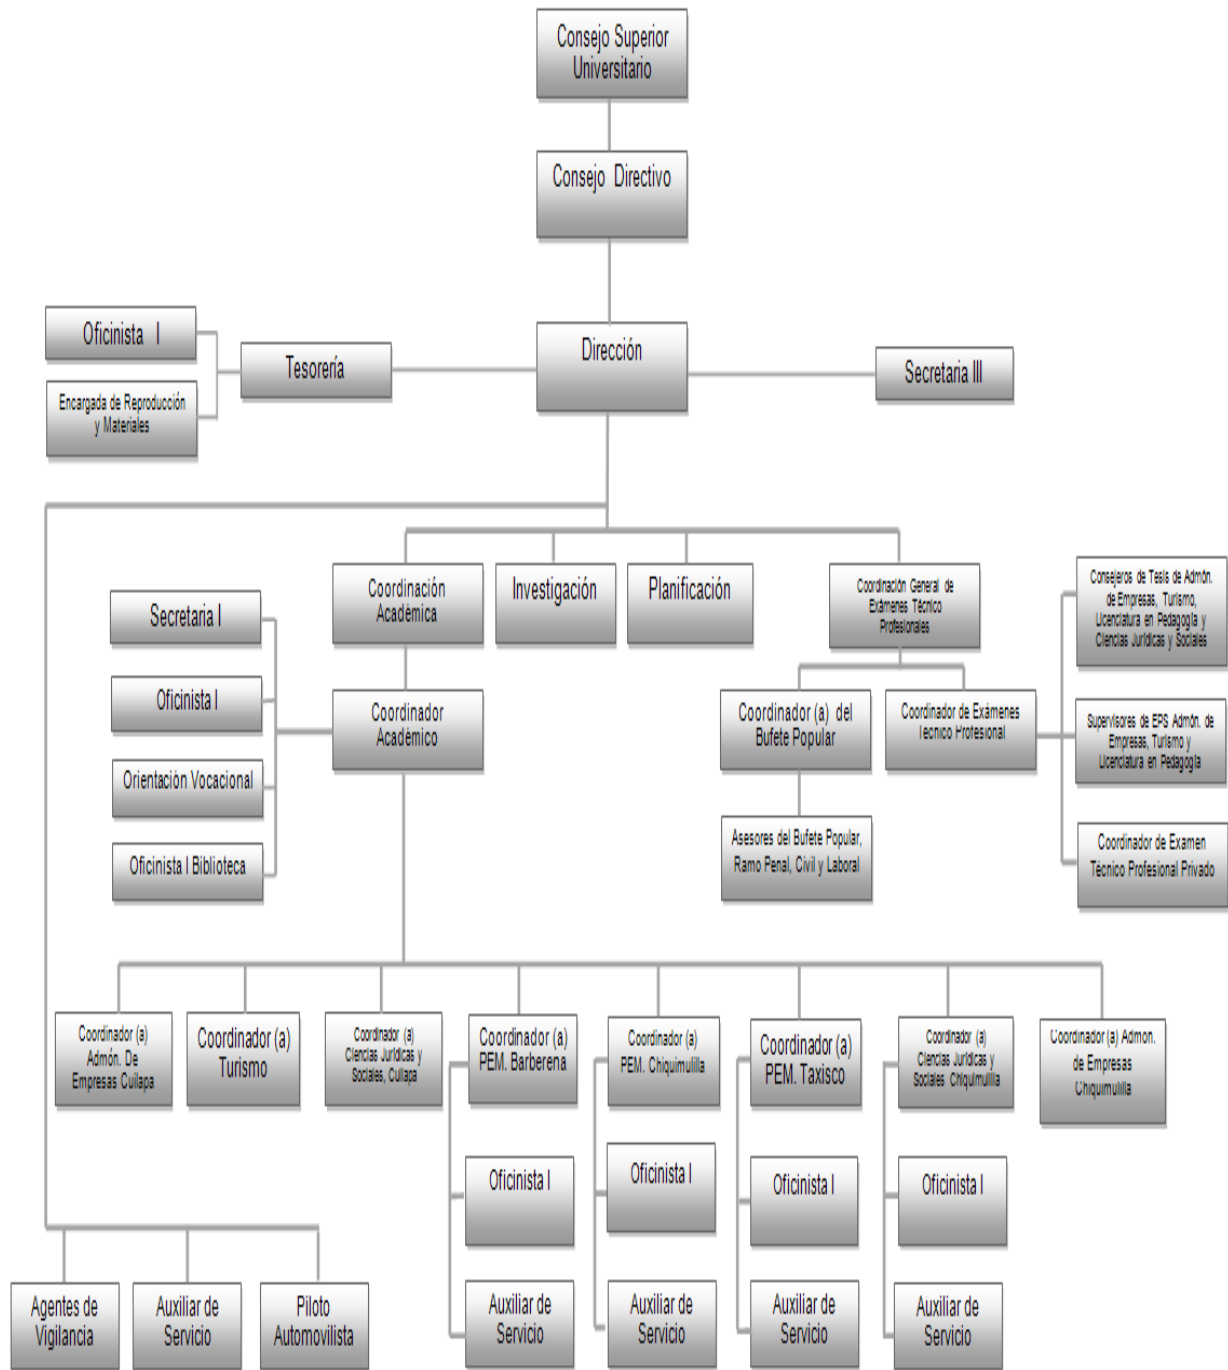 Consejo Superior
Universitario
Consejo Directivo
Dirección
Oficinista I
Tesorería
Encargada de Reproducción
y Materiales
Secretaria III
Coordinación
Académica
Investigación
Planificación
Coordinación General de
Exámenes Técnico
Profesionales
Consejeros de Tesis de Admón.
de Empresas, Turismo,
Licenciatura en Pedagogía y
Ciencias Jurídicas y Sociales
Secretaria I
Oficinista I
Orientación Vocacional
Oficinista I Biblioteca
Coordinador
Académico
Coordinador (a) del
Bufete Popular
Coordinador de Exámenes
Técnico Profesional
Supervisores de EPS Admón. de
Empresas, Turismo y
Licenciatura en Pedagogía
Asesores del Bufete Popular,
Ramo Penal, Civil y Laboral
Coordinador de Examen
Técnico Profesional Privado
Coordinador (a)
Admón. De
Empresas Cuilapa
Coordinador (a)
Turismo
Coordinador (a)
Ciencias Jurídicas y
Sociales, Cuilapa
Coordinador (a)
PEM. Barberena
Coordinador (a)
PEM. Chiquimulilla
Coordinador (a)
PEM. Taxisco
Coordinador (a)
Ciencias Jurídicas y
Sociales Chiquimulilla
Coordinador (a) Admon.
de Empresas
Chiquimulilla
Oficinista I
Oficinista I
Oficinista I
Oficinista I
Agentes de
Vigilancia
Auxiliar de
Servicio
Piloto
Automovilista
Auxiliar de
Servicio
Auxiliar de
Servicio
Auxiliar de
Servicio
Auxiliar de
Servicio